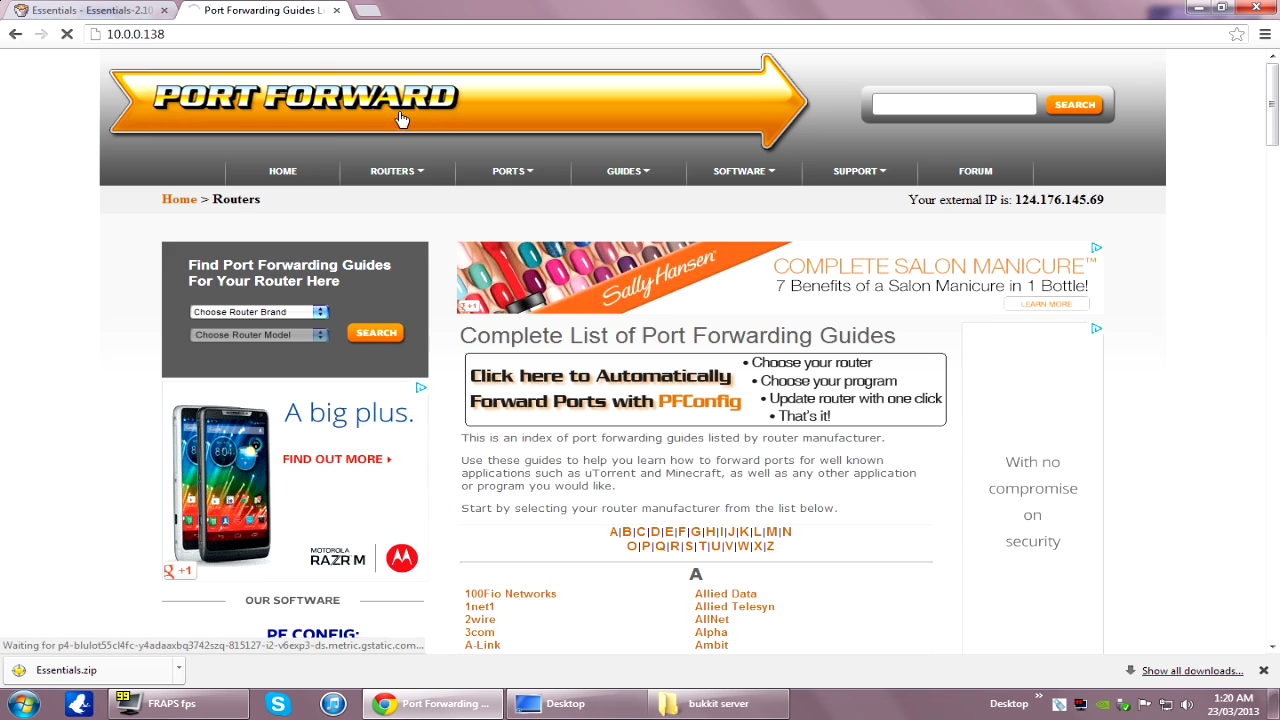 Essentials - Essentials-2.10
Port Forwarding Guides Li
10.0.0.138
PORT FORWARD
SEARCH
HOME
ROUTERS
PORTS
GUIDES
SOFTWARE
SUPPORT
FORUM
Home > Routers
Your external IP is: 124.176.145.69
Find Port Forwarding Guides
For Your Router Here
Choose Router Brand
Choose Router Model
SEARCH
Sally Hansen
COMPLETE SALON MANICURE™
7 Benefits of a Salon Manicure in 1 Bottle!
LEARN MORE
+1
Complete List of Port Forwarding Guides
Click here to Automatically
Forward Ports with PFConfig
• Choose your router
• Choose your program
• Update router with one click
• That's it!
This is an index of port forwarding guides listed by router manufacturer.
Use these guides to help you learn how to forward ports for well known
applications such as uTorrent and Minecraft, as well as any other application
or program you would like.
Start by selecting your router manufacturer from the list below.
A|B|C|D|E|F|G|H|I|J|K|L|M|N
O|P|Q|R|S|T|U|V|W|X|Z
A
100Fio Networks
1net1
2wire
3com
A-Link
Allied Data
Allied Telesyn
AllNet
Alpha
Ambit
A big plus.
FIND OUT MORE
MOTOROLA
RAZR M
+1
OUR SOFTWARE
PF CONFIG:
With no
compromise
on
security
Waiting for p4-blulot55cl4fc-y4adaaxbq3742szq-815127-i2-v6exp3-ds.metric.gstatic.com...
Essentials.zip
Show all downloads...
99
FRAPS fps
Port Forwarding ...
Desktop
bukkit server
Desktop
1:20 AM
23/03/2013